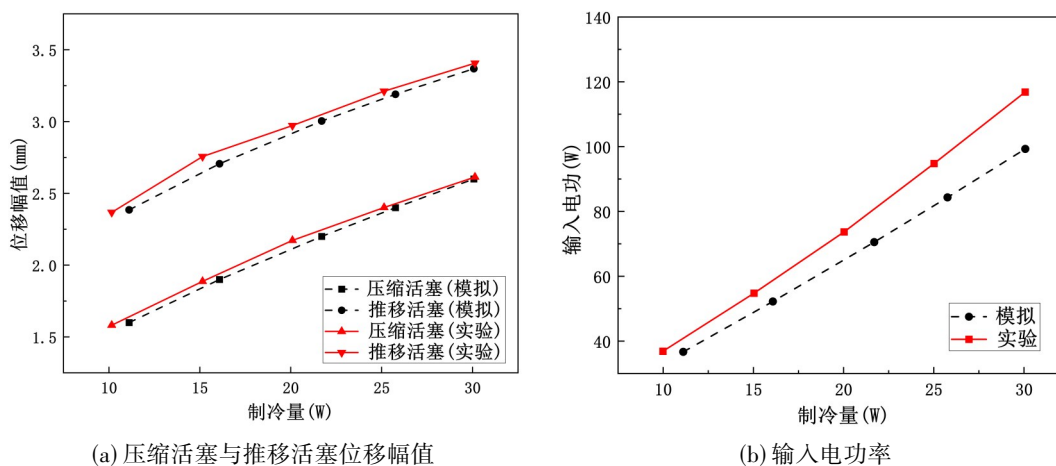 3.5
3.0
2.5
2.0
1.5
位移幅值(mm)
压缩活塞(模拟)
推移活塞(模拟)
压缩活塞(实验)
推移活塞(实验)
10 15 20 25 30
制冷量(W)
(a) 压缩活塞与推移活塞位移幅值
140
120
100
80
60
40
输入电功(W)
模拟
实验
10 15 20 25 30
制冷量(W)
(b) 输入电功率